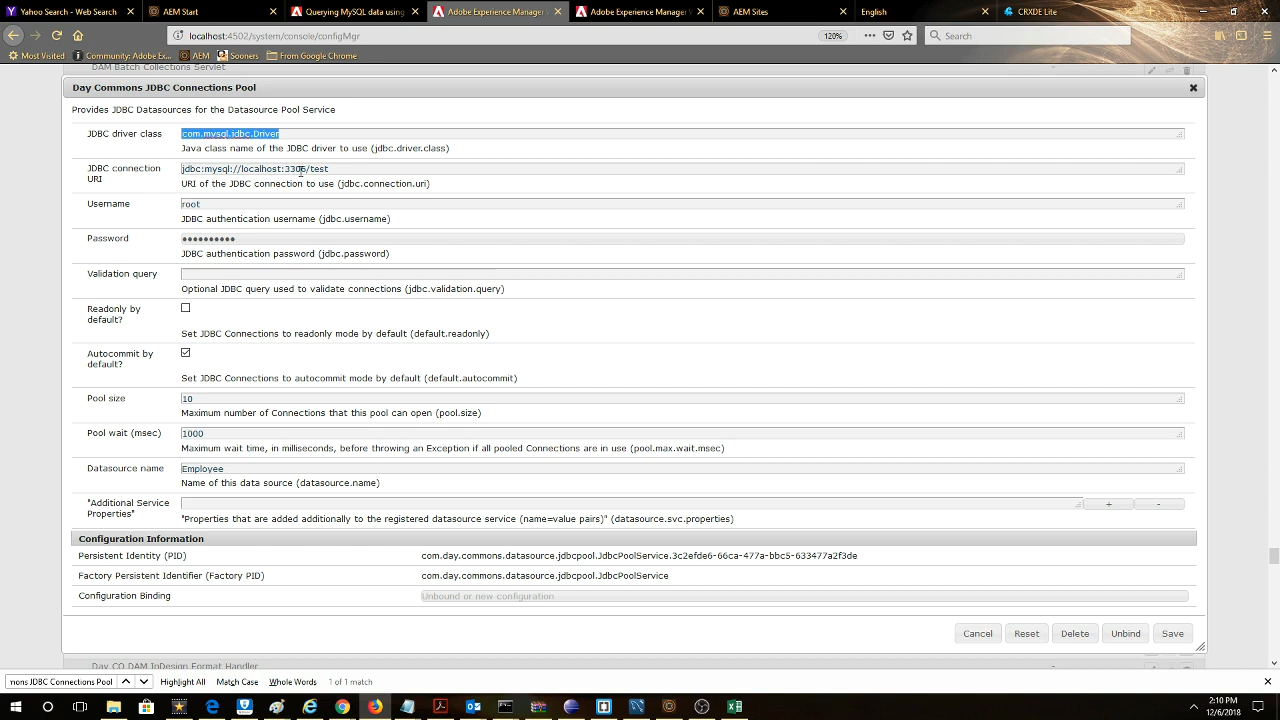 Yahoo Search - Web Search
AEM Start
Querying MySQL data using
Adobe Experience Manager
Adobe Experience Manager
AEM Sites
English
CRXDE Lite
localhost:4502/system/console/configMgr
120%
Search
Most Visited
Community: Adobe Ex...
AEM
Sooners
From Google Chrome
DAM Batch Collections Servlet
Day Commons JDBC Connections Pool
Provides JDBC Datasources for the Datasource Pool Service
JDBC driver class
com.mysql.jdbc.Driver
Java class name of the JDBC driver to use (jdbc.driver.class)
JDBC connection URI
jdbc:mysql://localhost:3306/test
URI of the JDBC connection to use (jdbc.connection.uri)
Username
root
JDBC authentication username (jdbc.username)
Password
••••••••••
JDBC authentication password (jdbc.password)
Validation query
Optional JDBC query used to validate connections (jdbc.validation.query)
Readonly by default?
Set JDBC Connections to readonly mode by default (default.readonly)
Autocommit by default?
Set JDBC Connections to autocommit mode by default (default.autocommit)
Pool size
10
Maximum number of Connections that this pool can open (pool.size)
Pool wait (msec)
1000
Maximum wait time, in milliseconds, before throwing an Exception if all pooled Connections are in use (pool.max.wait.msec)
Datasource name
Employee
Name of this data source (datasource.name)
"Additional Service Properties"
+
-
"Properties that are added additionally to the registered datasource service (name=value pairs)" (datasource.svc.properties)
Configuration Information
Persistent Identity (PID)
com.day.commons.datasource.jdbcpool.JdbcPoolService.3c2efde6-66ca-477a-bbc5-633477a2f3de
Factory Persistent Identifier (Factory PID)
com.day.commons.datasource.jdbcpool.JdbcPoolService
Configuration Binding
Unbound or new configuration
Cancel
Reset
Delete
Unbind
Save
Day CQ DAM InDesign Format Handler
mons JDBC Connections Pool
Highlight All
Match Case
Whole Words
1 of 1 match
2:10 PM
12/6/2018